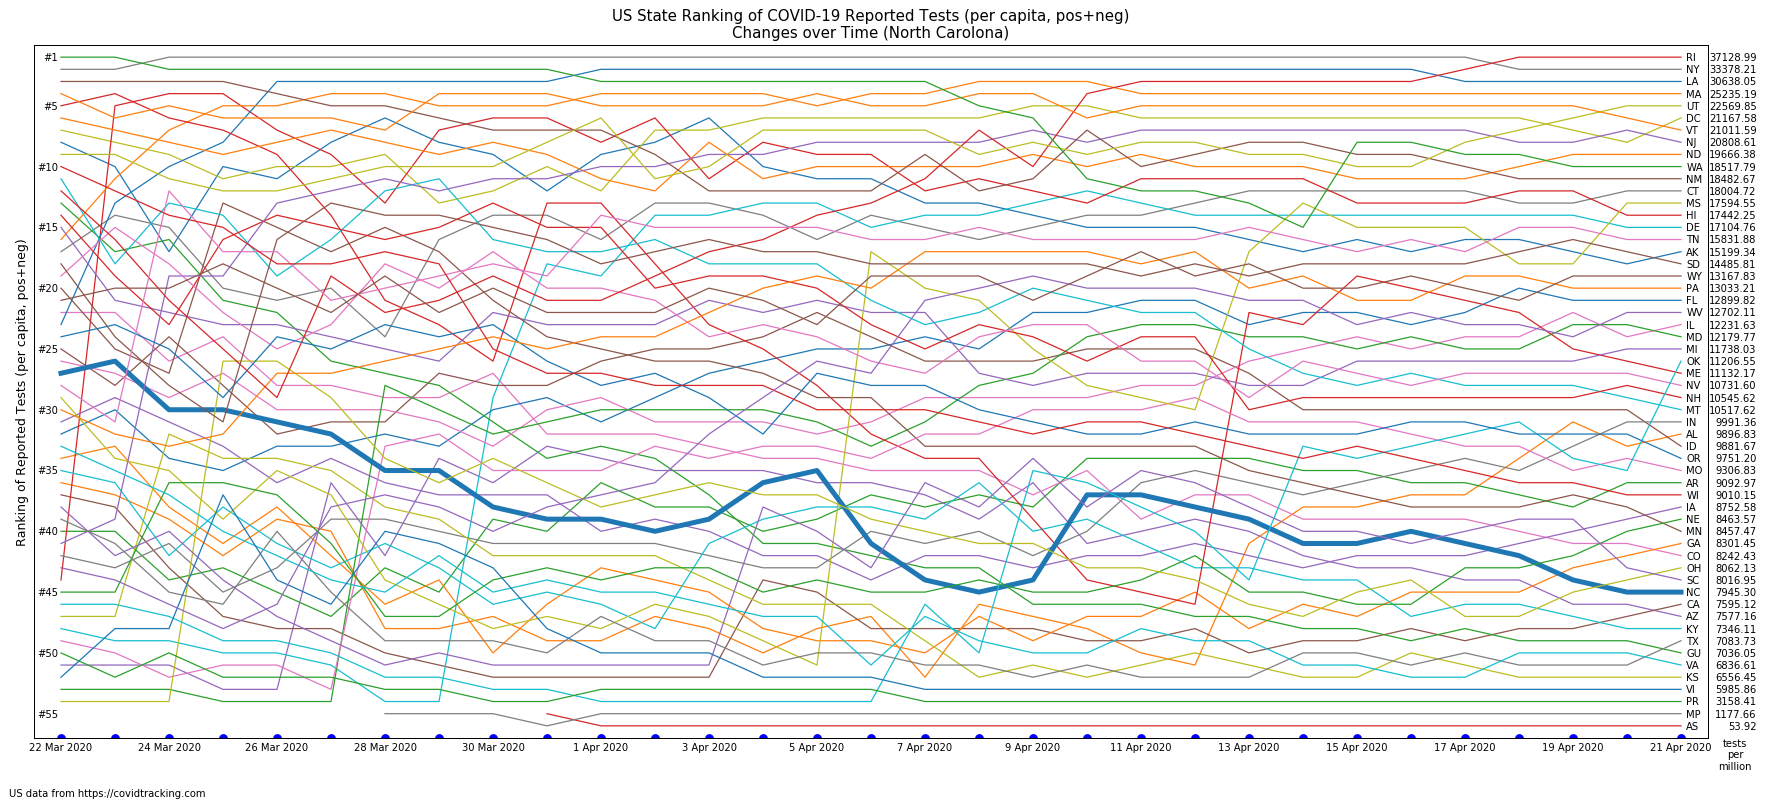 US State Ranking of COVID-19 Reported Tests (per capita, pos+neg)
Changes over Time (North Carolona)
Ranking of Reported Tests (per capita, pos+neg)
#1
#5
#10
#15
#20
#25
#30
#35
#40
#45
#50
#55
RI 37128.99
NY 33378.21
LA 30638.05
MA 25235.19
UT 22569.85
DC 21167.58
VT 21011.59
NJ 20808.61
ND 19666.38
WA 18517.79
NM 18482.67
CT 18004.72
MS 17594.55
HI 17442.25
DE 17104.76
TN 15831.88
AK 15199.34
SD 14485.81
WY 13167.83
PA 13033.21
FL 12899.82
WV 12702.11
IL 12231.63
MD 12179.77
MI 11738.03
OK 11206.55
ME 11132.17
NV 10731.60
NH 10545.62
MT 10517.62
IN 9991.36
AL 9896.83
ID 9881.67
OR 9751.20
MO 9306.83
AR 9092.97
WI 9010.15
IA 8752.58
NE 8463.57
MN 8457.47
GA 8301.45
CO 8242.43
OH 8062.13
SC 8016.95
NC 7945.30
CA 7595.12
AZ 7577.16
KY 7346.11
TX 7083.73
GU 7036.05
VA 6836.61
KS 6556.45
VI 5985.86
PR 3158.41
MP 1177.66
AS 53.92
22 Mar 2020 24 Mar 2020 26 Mar 2020 28 Mar 2020 30 Mar 2020 1 Apr 2020 3 Apr 2020 5 Apr 2020 7 Apr 2020 9 Apr 2020 11 Apr 2020 13 Apr 2020 15 Apr 2020 17 Apr 2020 19 Apr 2020 21 Apr 2020
tests
per
million
US data from https://covidtracking.com